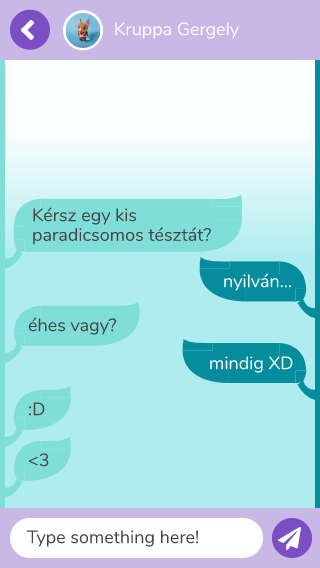 Kruppa Gergely
Kérsz egy kis
paradicsomos tésztát?
nyilván...
éhes vagy?
mindig XD
:D
<3
Type something here!